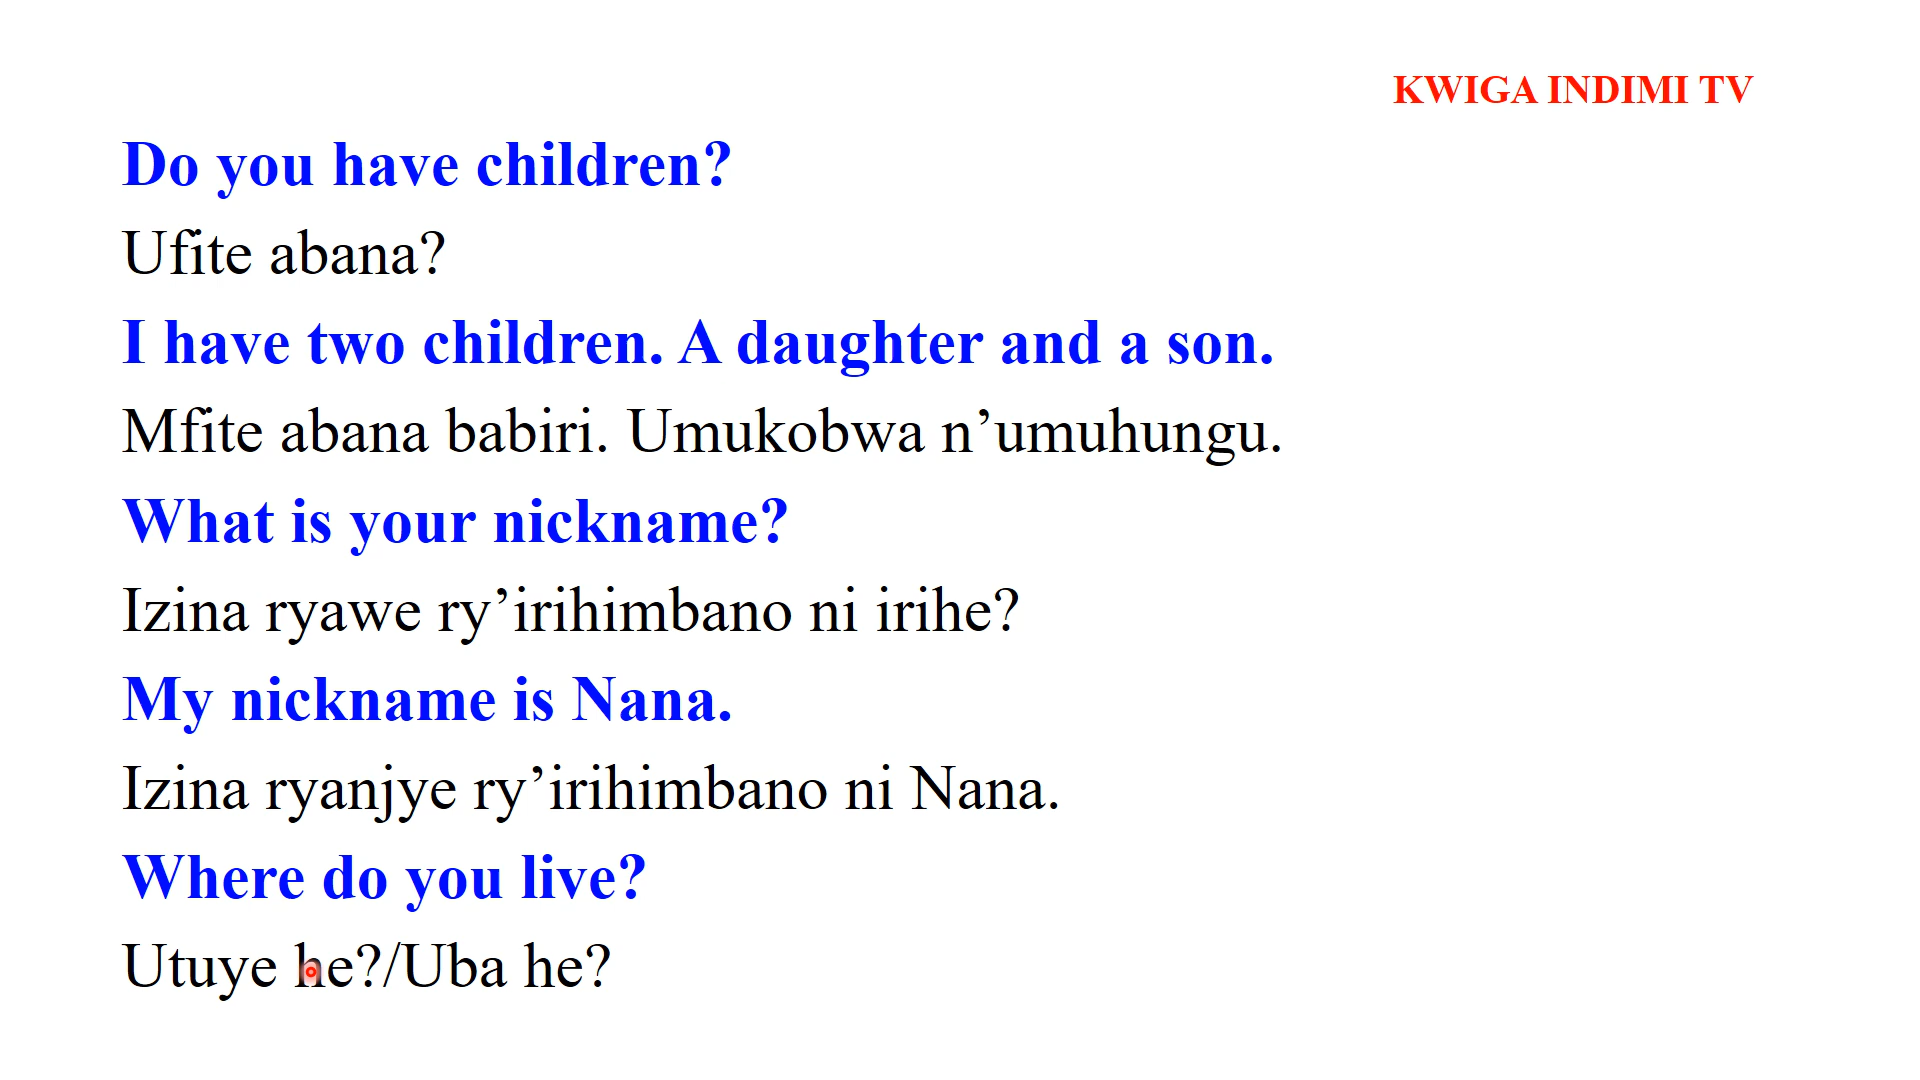 KWIGA INDIMI TV
Do you have children?
Ufite abana?
I have two children. A daughter and a son.
Mfite abana babiri. Umukobwa n’umuhungu.
What is your nickname?
Izina ryawe ry’irihimbano ni irihe?
My nickname is Nana.
Izina ryanjye ry’irihimbano ni Nana.
Where do you live?
Utuye he?/Uba he?